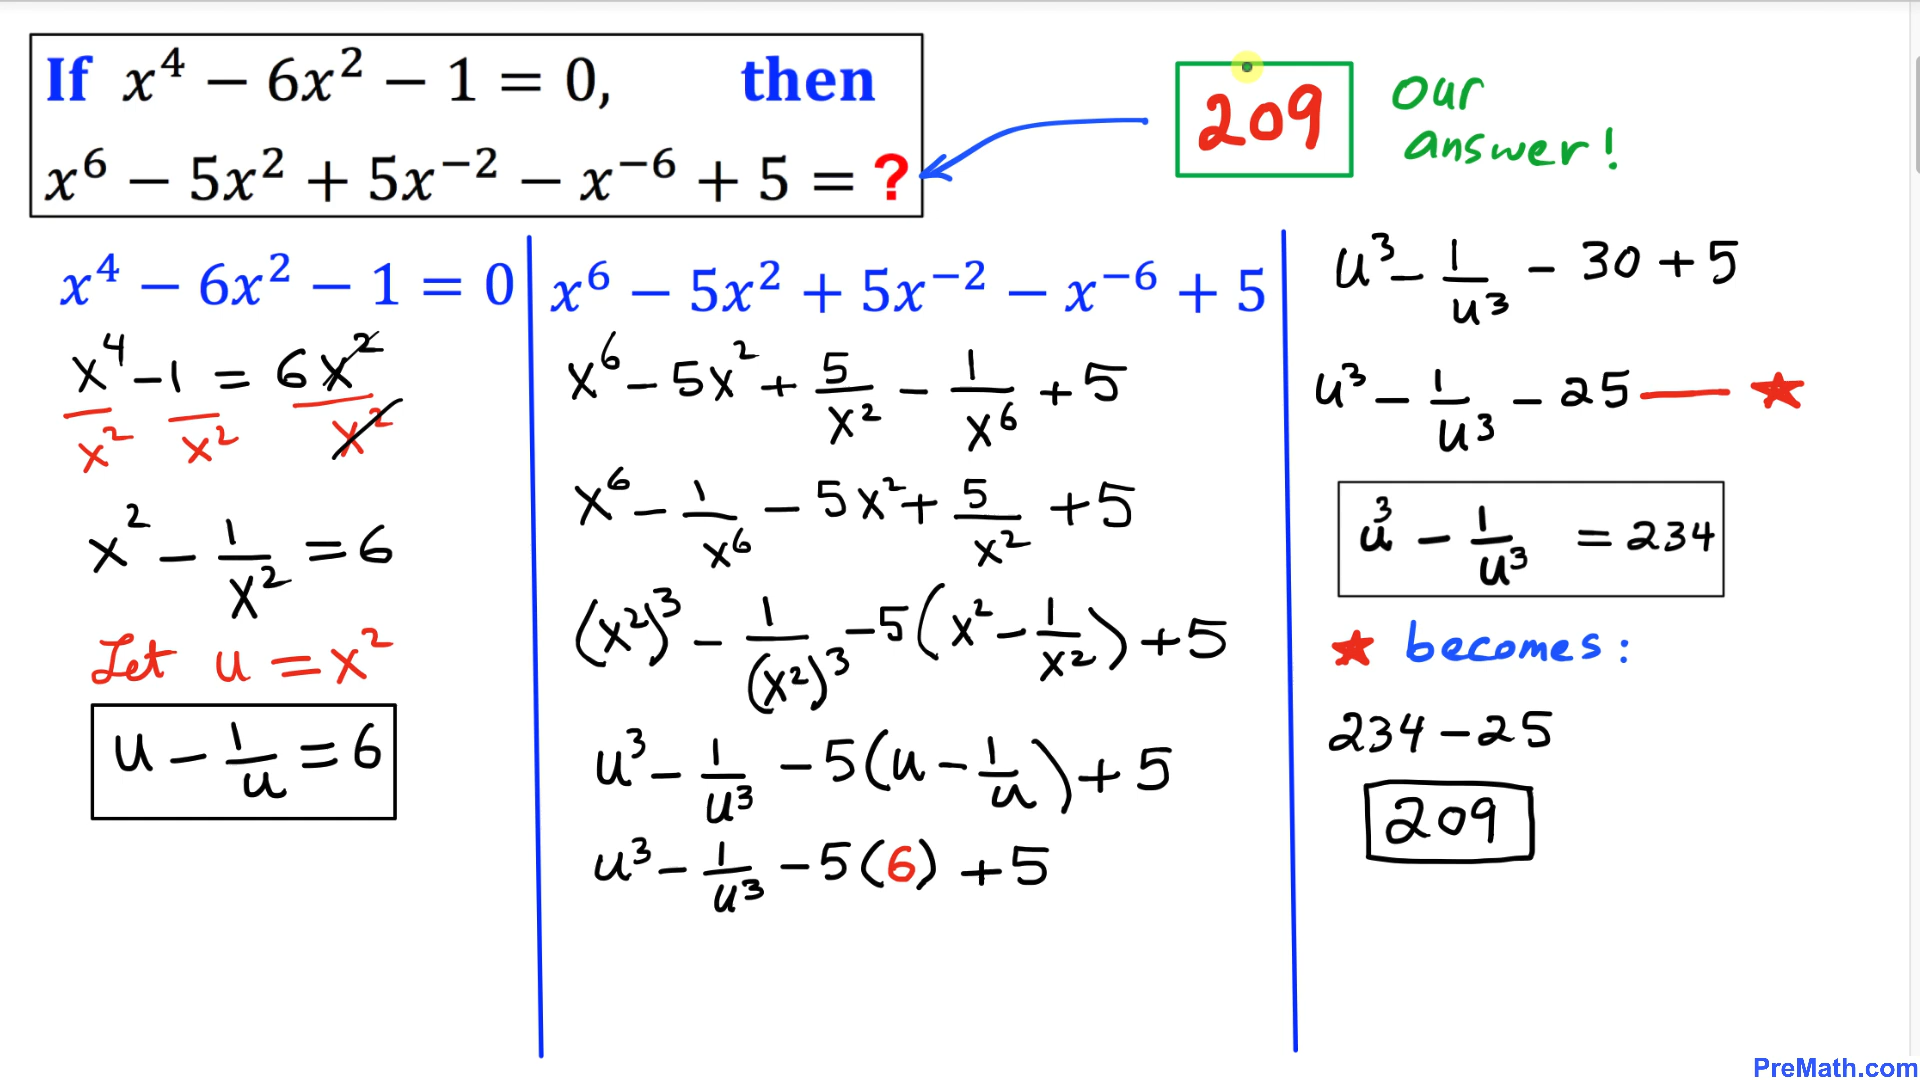 If x⁴ − 6x² − 1 = 0, then
x⁶ − 5x² + 5x⁻² − x⁻⁶ + 5 = ?
209
our
answer!
x⁴ − 6x² − 1 = 0
x⁴ − 1 = 6x²
x² x² x²
x² − 1/x² = 6
Let u = x²
u − 1/u = 6
x⁶ − 5x² + 5x⁻² − x⁻⁶ + 5
x⁶ − 5x² + 5/x² − 1/x⁶ + 5
x⁶ − 1/x⁶ − 5x² + 5/x² + 5
(x²)³ − 1/(x²)³ − 5(x² − 1/x²) + 5
u³ − 1/u³ − 5(u − 1/u) + 5
u³ − 1/u³ − 5(6) + 5
u³ − 1/u³ − 30 + 5
u³ − 1/u³ − 25 — ★
u³ − 1/u³ = 234
★ becomes:
234 − 25
209
PreMath.com